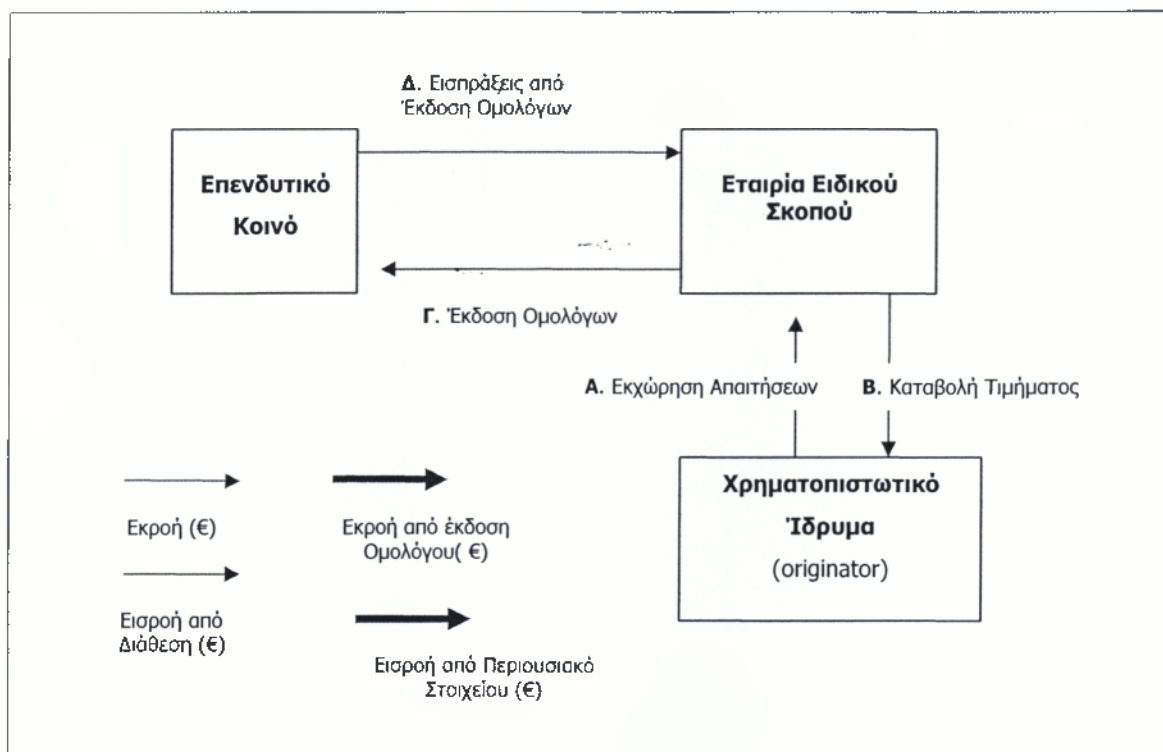 Δ. Εισπράξεις από
Έκδοση Ομολόγων
Επενδυτικό
Κοινό
Εταιρία Ειδικού
Σκοπού
Γ. Έκδοση Ομολόγων
Α. Εκχώρηση Απαιτήσεων
Β. Καταβολή Τιμήματος
Χρηματοπιστωτικό
Ίδρυμα
(originator)
Εκροή (€)
Εκροή από έκδοση
Ομολόγου( €)
Εισροή από
Διάθεση (€)
Εισροή από Περιουσιακό
Στοιχείου (€)